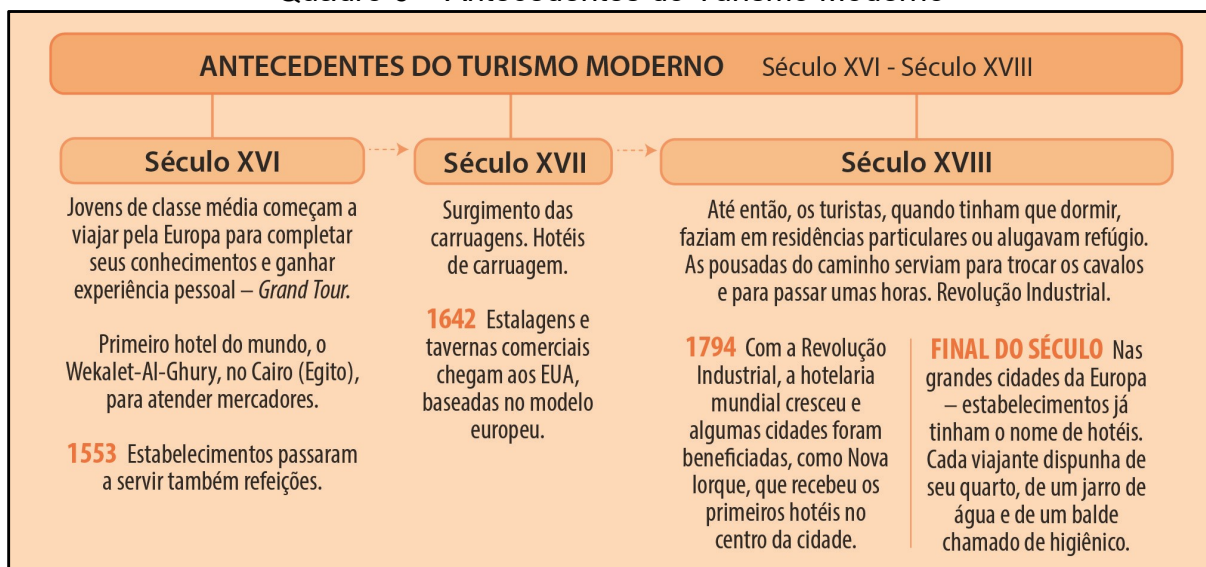 Quadro 6 – Antecedentes do Turismo Moderno
ANTECEDENTES DO TURISMO MODERNO Século XVI - Século XVIII
Século XVI
Jovens de classe média começam a
viajar pela Europa para completar
seus conhecimentos e ganhar
experiência pessoal – Grand Tour.
Primeiro hotel do mundo, o
Wekalet-Al-Ghury, no Cairo (Egito),
para atender mercadores.
1553 Estabelecimentos passaram
a servir também refeições.
Século XVII
Surgimento das
carruagens. Hotéis
de carruagem.
1642 Estalagens e
tavernas comerciais
chegam aos EUA,
baseadas no modelo
europeu.
Século XVIII
Até então, os turistas, quando tinham que dormir,
faziam em residências particulares ou alugavam refúgio.
As pousadas do caminho serviam para trocar os cavalos
e para passar umas horas. Revolução Industrial.
1794 Com a Revolução
Industrial, a hotelaria
mundial cresceu e
algumas cidades foram
beneficiadas, como Nova
Iorque, que recebeu os
primeiros hotéis no
centro da cidade.
FINAL DO SÉCULO Nas
grandes cidades da Europa
– estabelecimentos já
tinham o nome de hotéis.
Cada viajante dispunha de
seu quarto, de um jarro de
água e de um balde
chamado de higiênico.